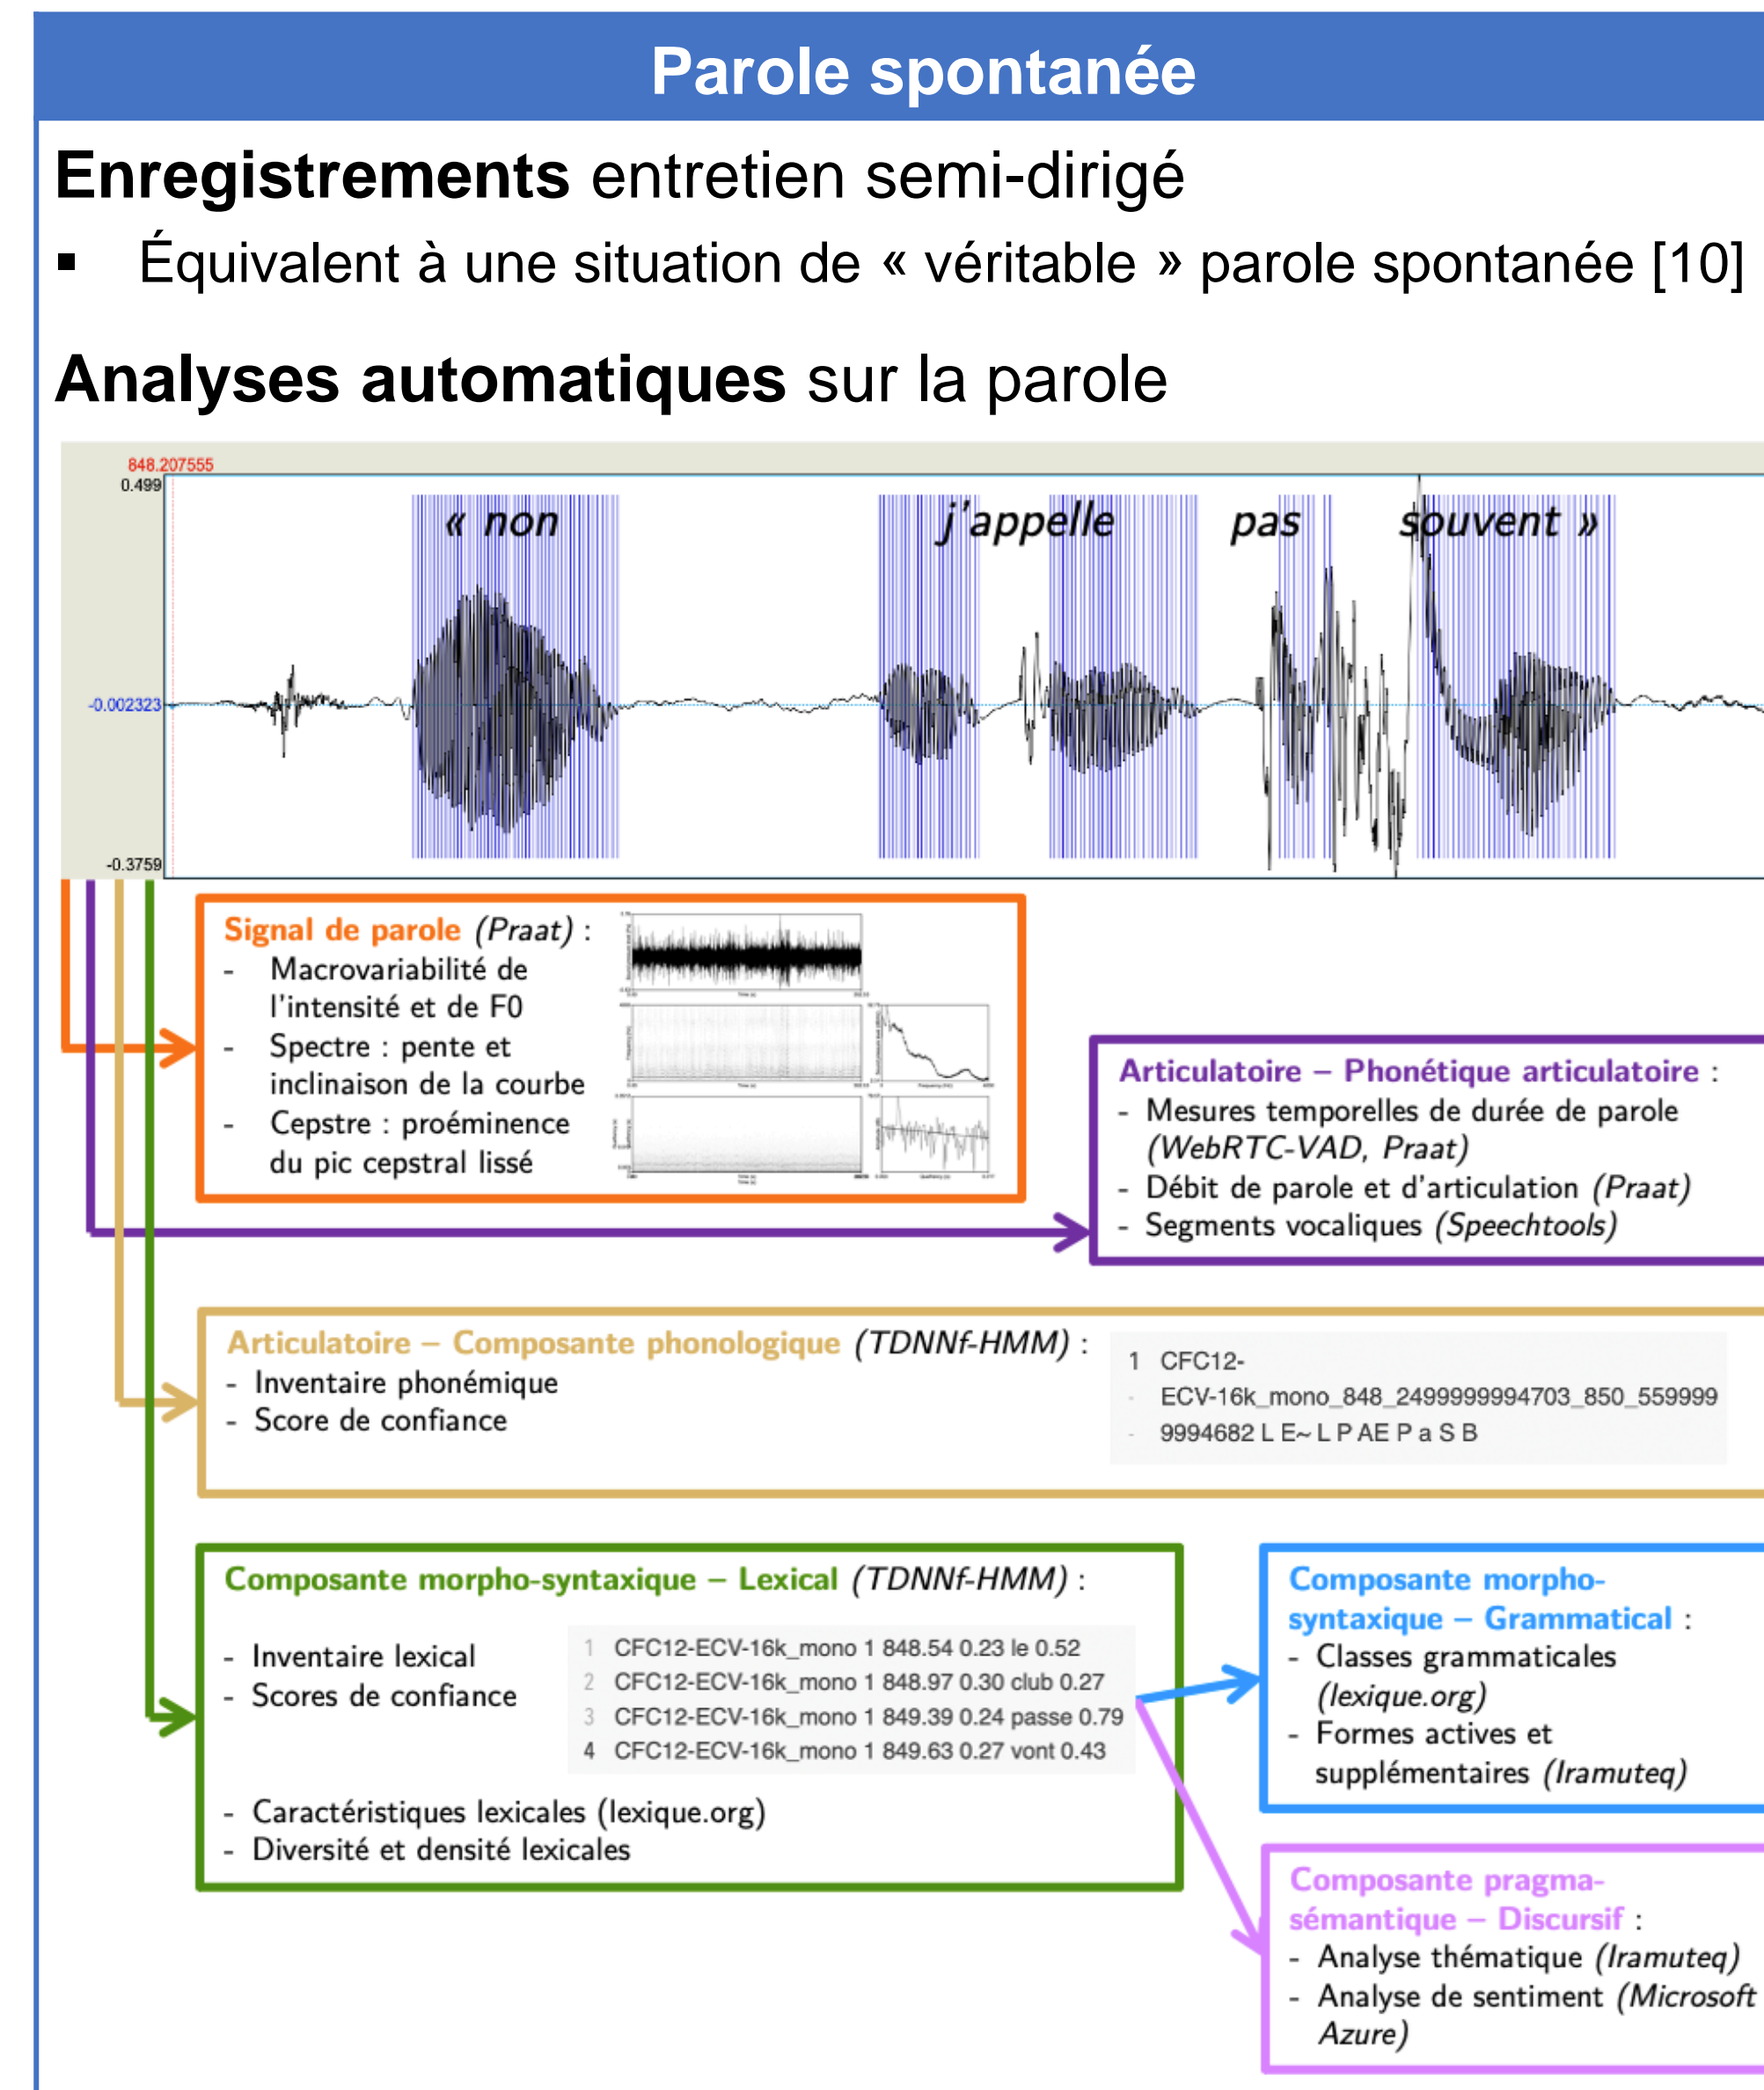 Parole spontanée
Enregistrements entretien semi-dirigé
▪ Équivalent à une situation de « véritable » parole spontanée [10]
Analyses automatiques sur la parole
848.207555
0.499
« non j'appelle pas souvent »
-0.002323
-0.3759
Signal de parole (Praat) :
- Macrovariabilité de
l'intensité et de F0
- Spectre : pente et
inclinaison de la courbe
- Cepstre : proéminence
du pic cepstral lissé
Articulatoire – Phonétique articulatoire :
- Mesures temporelles de durée de parole
(WebRTC-VAD, Praat)
- Débit de parole et d'articulation (Praat)
- Segments vocaliques (Speechtools)
Articulatoire – Composante phonologique (TDNNf-HMM) :
- Inventaire phonémique
- Score de confiance
1 CFC12-
- ECV-16k_mono_848_2499999994703_850_559999
- 9994682 L E~ L P AE P a S B
Composante morpho-syntaxique – Lexical (TDNNf-HMM) :
- Inventaire lexical
- Scores de confiance
1 CFC12-ECV-16k_mono 1 848.54 0.23 le 0.52
2 CFC12-ECV-16k_mono 1 848.97 0.30 club 0.27
3 CFC12-ECV-16k_mono 1 849.39 0.24 passe 0.79
4 CFC12-ECV-16k_mono 1 849.63 0.27 vont 0.43
- Caractéristiques lexicales (lexique.org)
- Diversité et densité lexicales
Composante morpho-
syntaxique – Grammatical :
- Classes grammaticales
(lexique.org)
- Formes actives et
supplémentaires (Iramuteq)
Composante pragma-
sémantique – Discursif :
- Analyse thématique (Iramuteq)
- Analyse de sentiment (Microsoft
Azure)